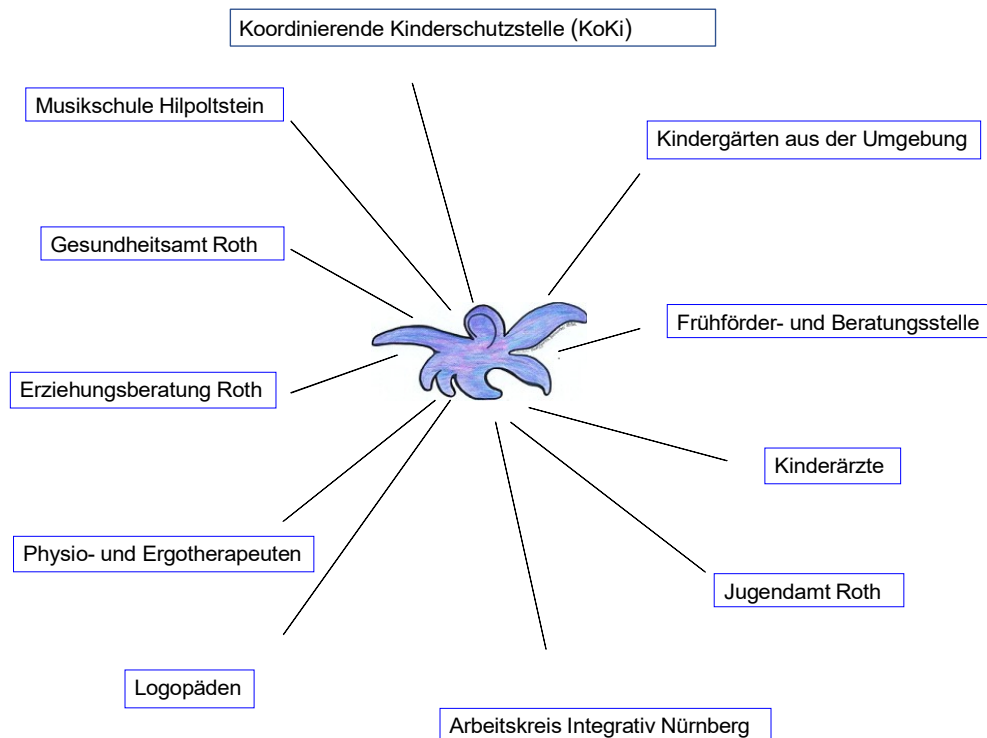 Koordinierende Kinderschutzstelle (KoKi)
Musikschule Hilpoltstein
Kindergärten aus der Umgebung
Gesundheitsamt Roth
Frühförder- und Beratungsstelle
Erziehungsberatung Roth
Kinderärzte
Physio- und Ergotherapeuten
Jugendamt Roth
Logopäden
Arbeitskreis Integrativ Nürnberg